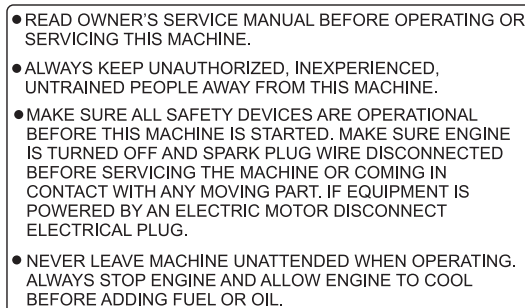 ● READ OWNER'S SERVICE MANUAL BEFORE OPERATING OR
SERVICING THIS MACHINE.
● ALWAYS KEEP UNAUTHORIZED, INEXPERIENCED,
UNTRAINED PEOPLE AWAY FROM THIS MACHINE.
● MAKE SURE ALL SAFETY DEVICES ARE OPERATIONAL
BEFORE THIS MACHINE IS STARTED. MAKE SURE ENGINE
IS TURNED OFF AND SPARK PLUG WIRE DISCONNECTED
BEFORE SERVICING THE MACHINE OR COMING IN
CONTACT WITH ANY MOVING PART. IF EQUIPMENT IS
POWERED BY AN ELECTRIC MOTOR DISCONNECT
ELECTRICAL PLUG.
● NEVER LEAVE MACHINE UNATTENDED WHEN OPERATING.
ALWAYS STOP ENGINE AND ALLOW ENGINE TO COOL
BEFORE ADDING FUEL OR OIL.